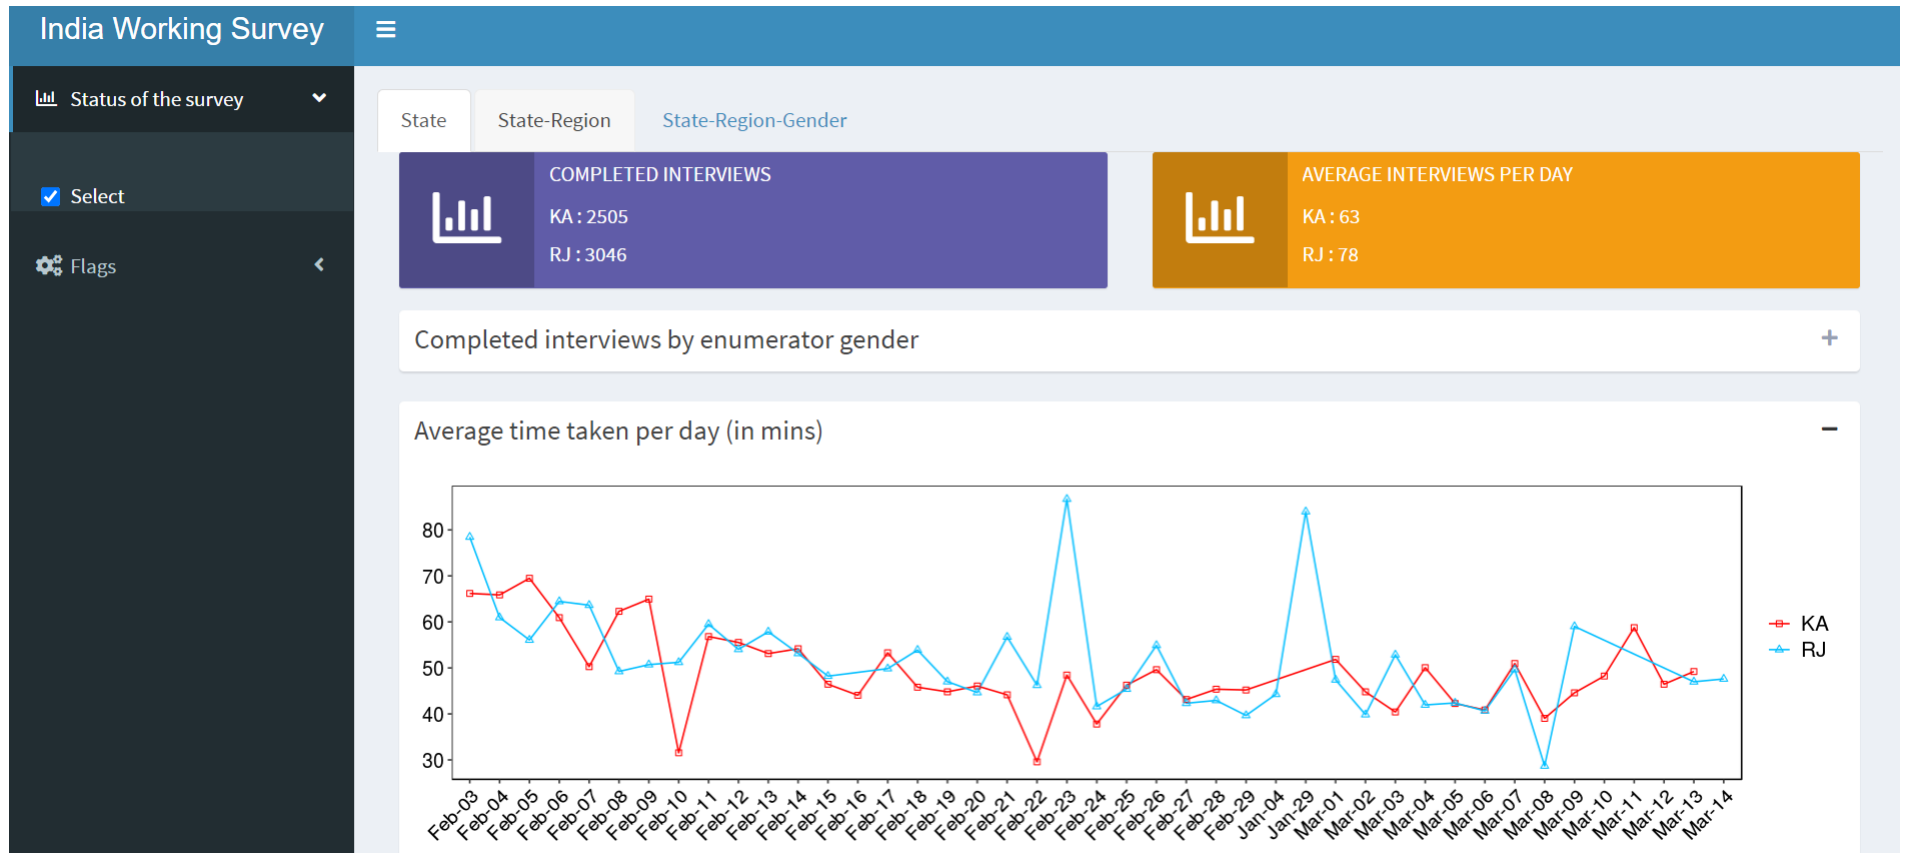 India Working Survey
Status of the survey
Select
Flags
State State-Region State-Region-Gender
COMPLETED INTERVIEWS
KA : 2505
RJ : 3046
AVERAGE INTERVIEWS PER DAY
KA : 63
RJ : 78
Completed interviews by enumerator gender
Average time taken per day (in mins)
80
70
60
50
40
30
Feb-03
Feb-04
Feb-05
Feb-06
Feb-07
Feb-08
Feb-09
Feb-10
Feb-11
Feb-12
Feb-13
Feb-14
Feb-15
Feb-16
Feb-17
Feb-18
Feb-19
Feb-20
Feb-21
Feb-22
Feb-23
Feb-24
Feb-25
Feb-26
Feb-27
Feb-28
Feb-29
Jan-04
Jan-29
Mar-01
Mar-02
Mar-03
Mar-04
Mar-05
Mar-06
Mar-07
Mar-08
Mar-09
Mar-10
Mar-11
Mar-12
Mar-13
Mar-14
KA
RJ